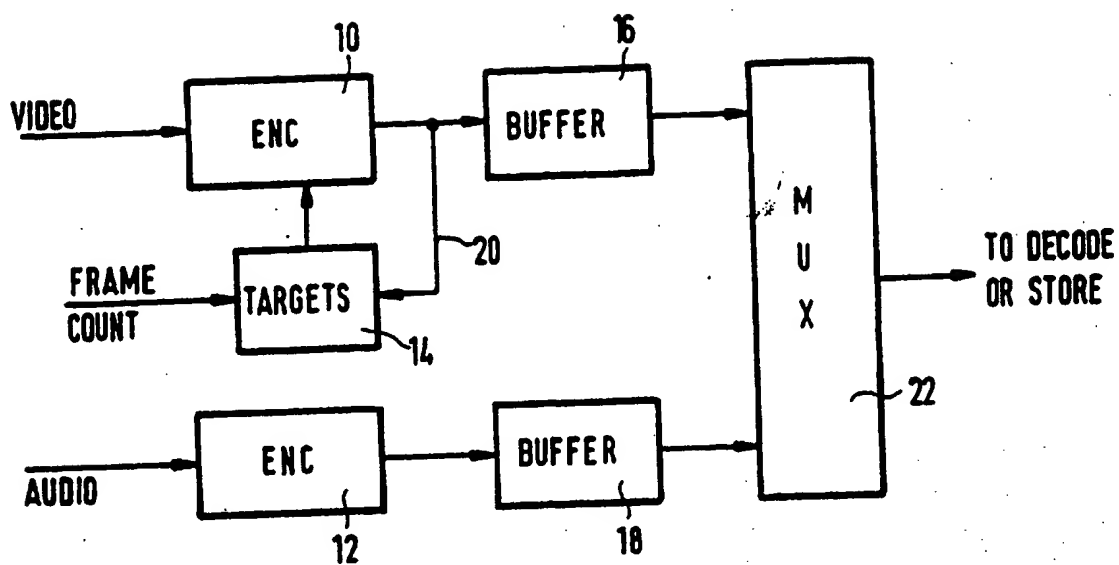 10
16
VIDEO
ENC
BUFFER
M
U
X
20
FRAME
COUNT
TARGETS
14
TO DECODE
OR STORE
22
AUDIO
ENC
BUFFER
12
18